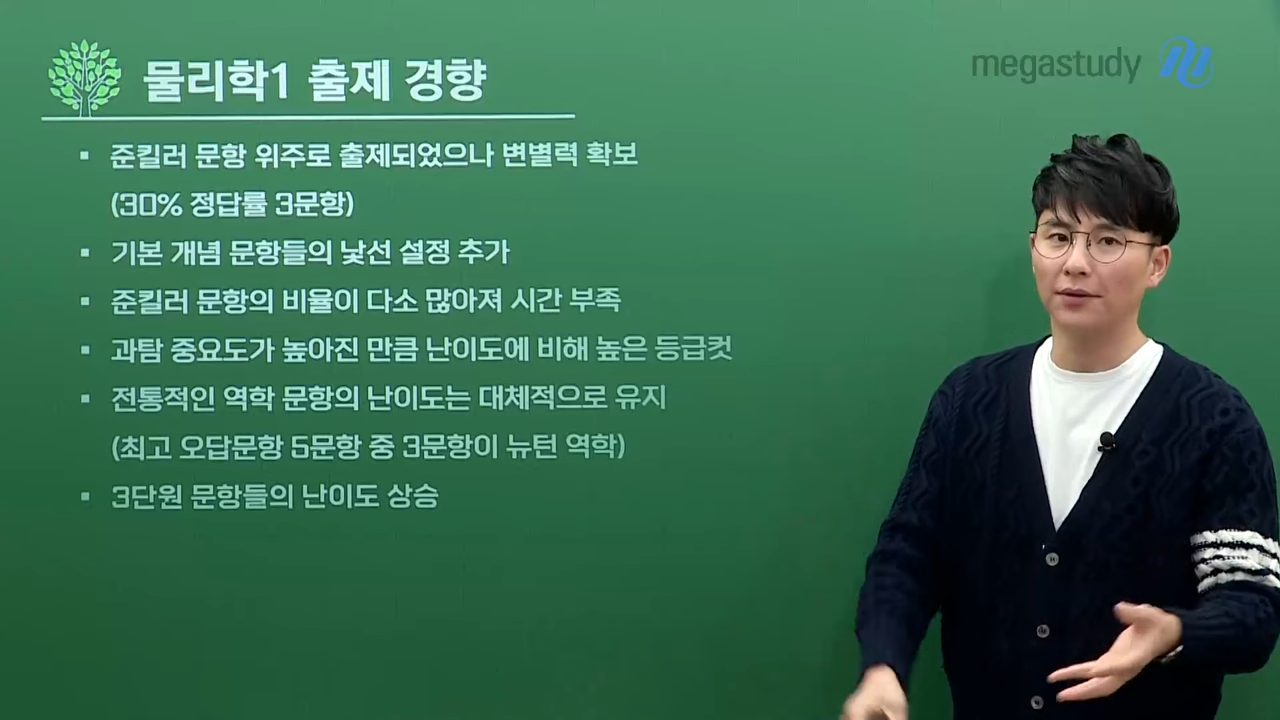 물리학1 출제 경향
megastudy
▪ 준킬러 문항 위주로 출제되었으나 변별력 확보
(30% 정답률 3문항)
▪ 기본 개념 문항들의 낯선 설정 추가
▪ 준킬러 문항의 비율이 다소 많아져 시간 부족
▪ 과탐 중요도가 높아진 만큼 난이도에 비해 높은 등급컷
▪ 전통적인 역학 문항의 난이도는 대체적으로 유지
(최고 오답문항 5문항 중 3문항이 뉴턴 역학)
▪ 3단원 문항들의 난이도 상승